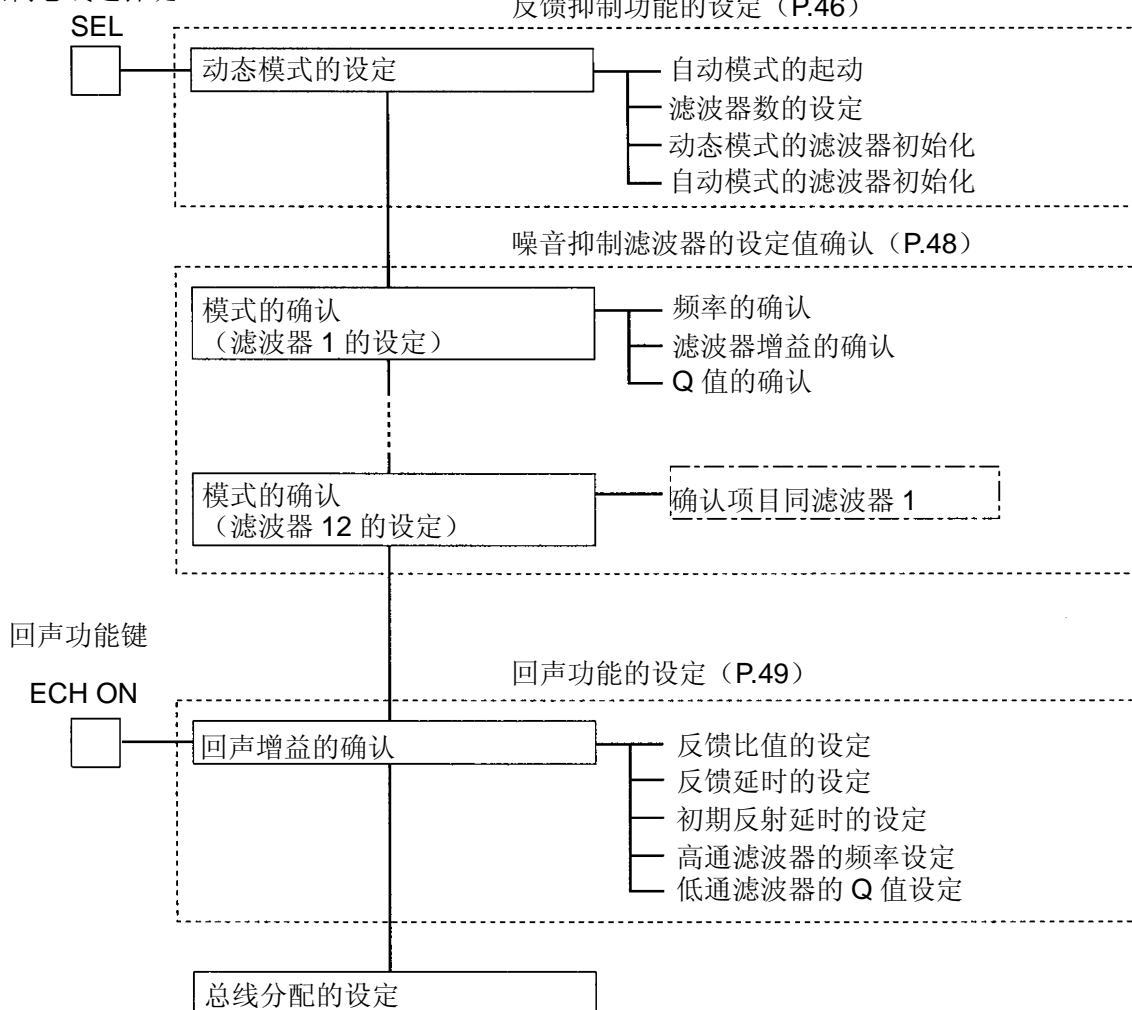 反馈抑制功能的设定（P.46）
SEL
动态模式的设定
自动模式的起动
滤波器数的设定
动态模式的滤波器初始化
自动模式的滤波器初始化
噪音抑制滤波器的设定值确认（P.48）
模式的确认
（滤波器 1 的设定）
频率的确认
滤波器增益的确认
Q 值的确认
模式的确认
（滤波器 12 的设定）
确认项目同滤波器 1
回声功能键
回声功能的设定（P.49）
ECH ON
回声增益的确认
反馈比值的设定
反馈延时的设定
初期反射延时的设定
高通滤波器的频率设定
低通滤波器的 Q 值设定
总线分配的设定